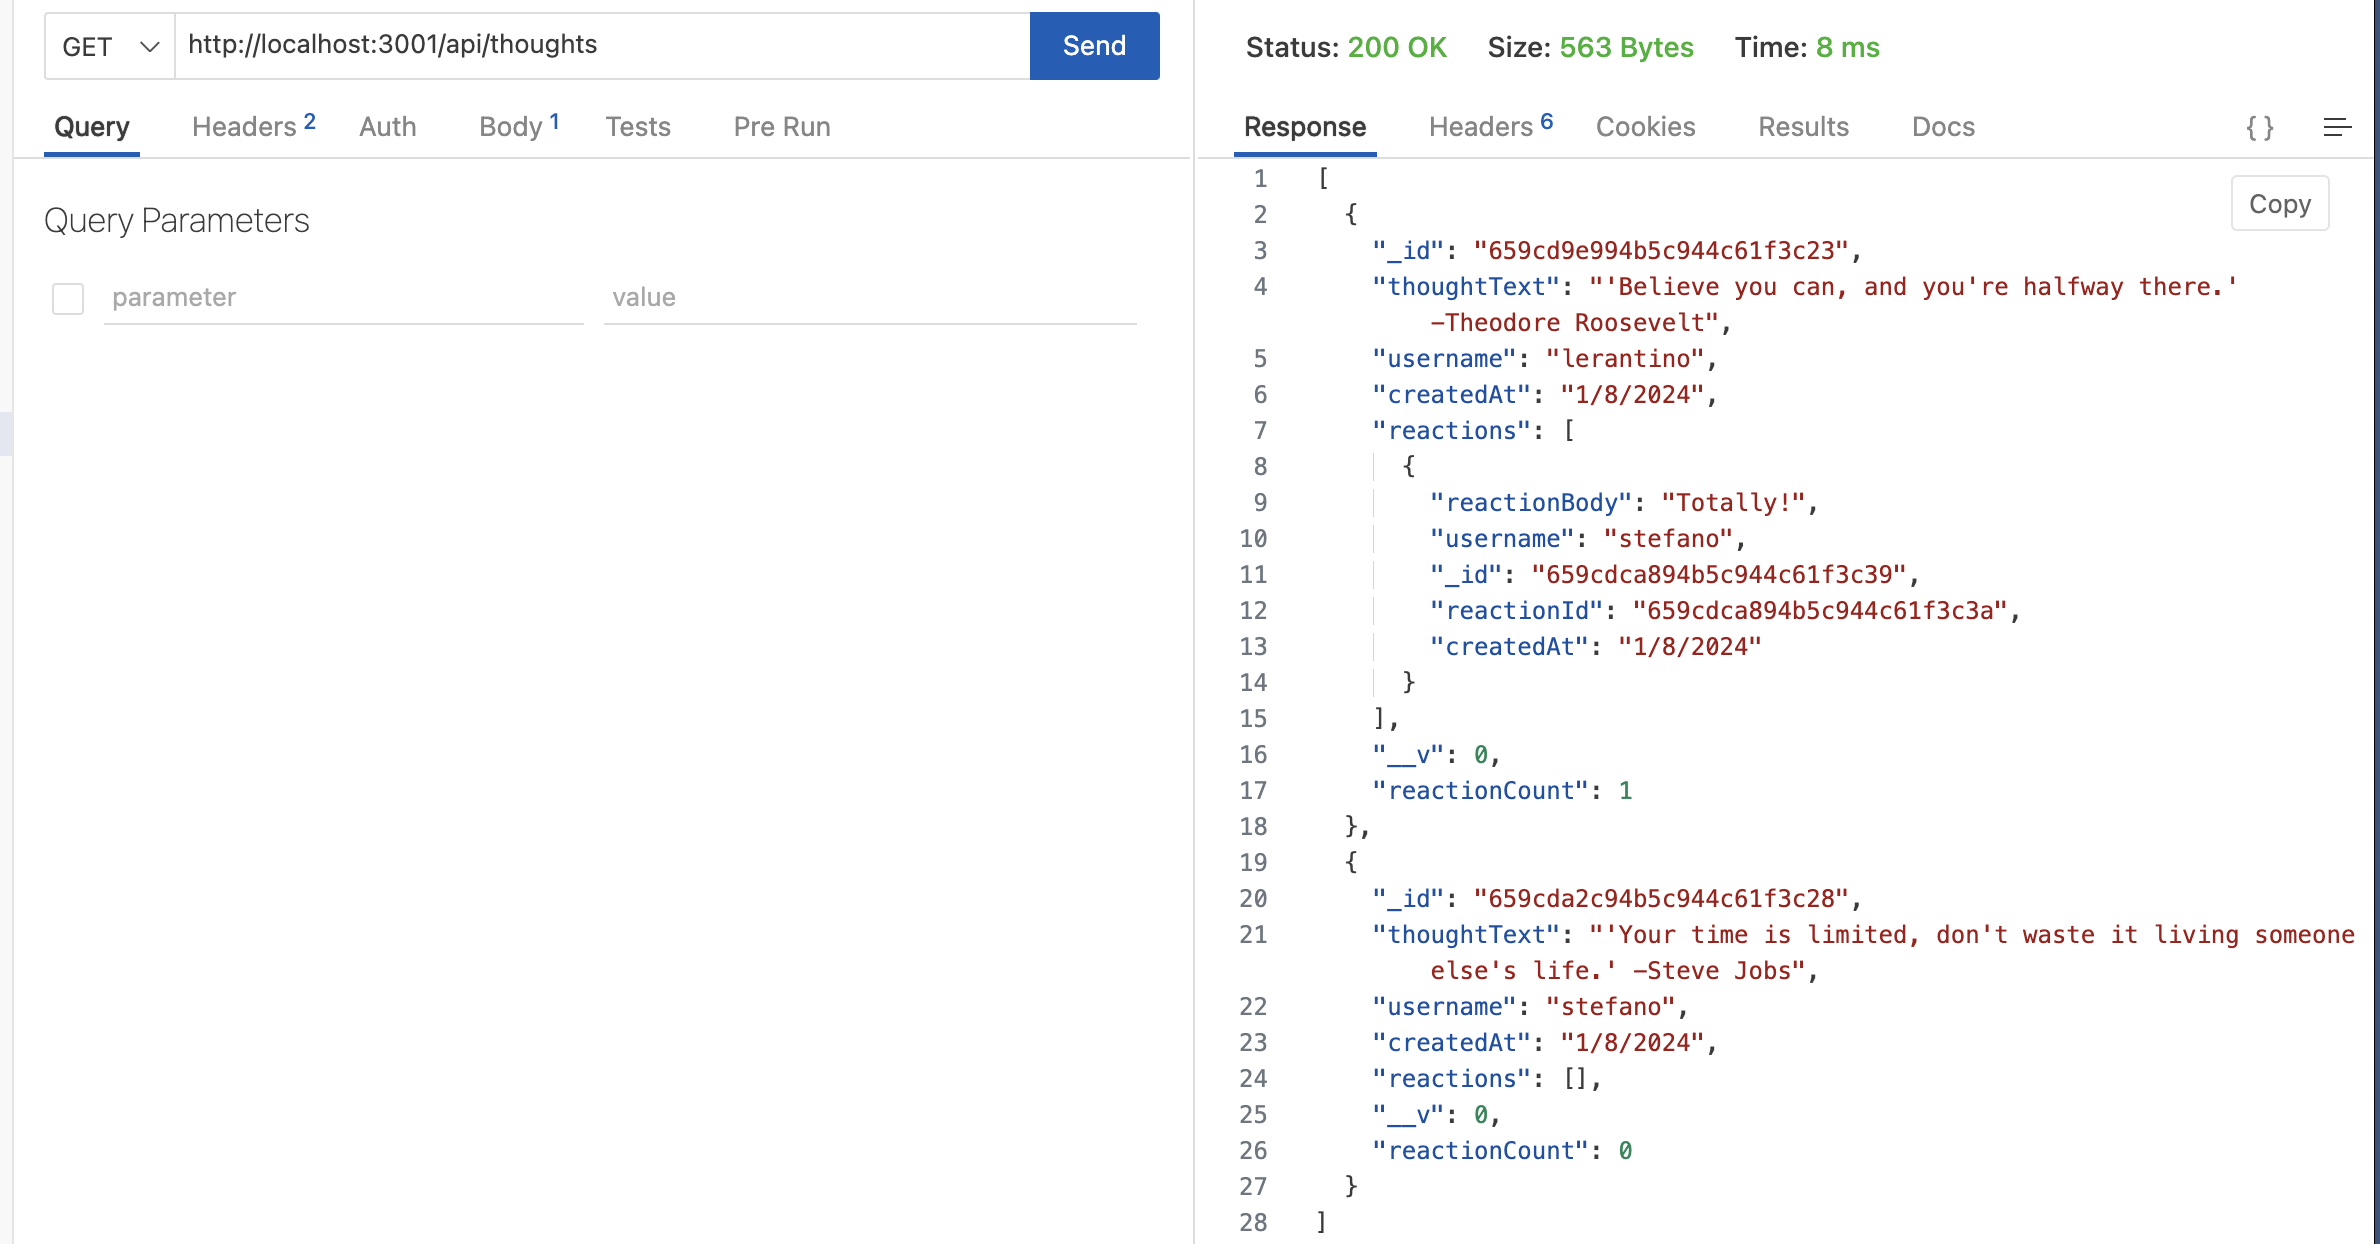 GET http://localhost:3001/api/thoughts Send
Query Headers 2 Auth Body 1 Tests Pre Run
Query Parameters
parameter value
Status: 200 OK Size: 563 Bytes Time: 8 ms
Response Headers 6 Cookies Results Docs { }
Copy
1 [
2 {
3 "_id": "659cd9e994b5c944c61f3c23",
4 "thoughtText": "'Believe you can, and you're halfway there.'
–Theodore Roosevelt",
5 "username": "lerantino",
6 "createdAt": "1/8/2024",
7 "reactions": [
8 {
9 "reactionBody": "Totally!",
10 "username": "stefano",
11 "_id": "659cdca894b5c944c61f3c39",
12 "reactionId": "659cdca894b5c944c61f3c3a",
13 "createdAt": "1/8/2024"
14 }
15 ],
16 "__v": 0,
17 "reactionCount": 1
18 },
19 {
20 "_id": "659cda2c94b5c944c61f3c28",
21 "thoughtText": "'Your time is limited, don't waste it living someone
else's life.' –Steve Jobs",
22 "username": "stefano",
23 "createdAt": "1/8/2024",
24 "reactions": [],
25 "__v": 0,
26 "reactionCount": 0
27 }
28 ]